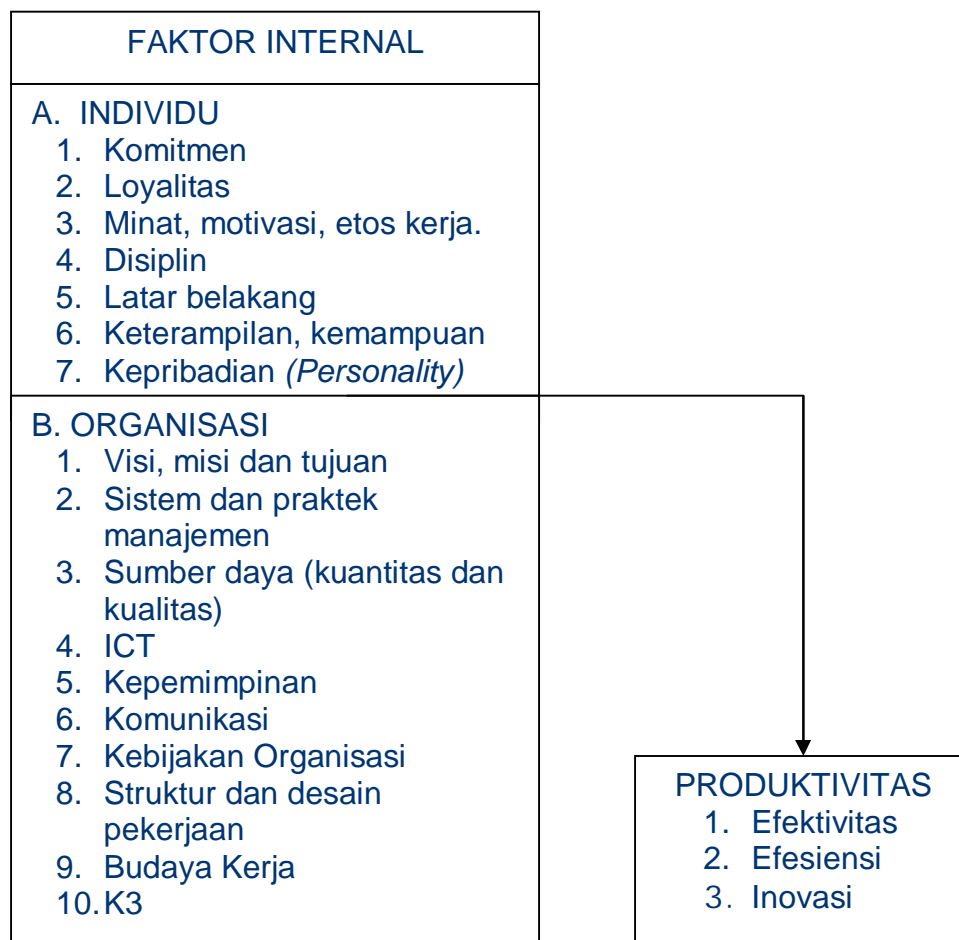 FAKTOR INTERNAL
A. INDIVIDU
1. Komitmen
2. Loyalitas
3. Minat, motivasi, etos kerja.
4. Disiplin
5. Latar belakang
6. Keterampilan, kemampuan
7. Kepribadian (Personality)
B. ORGANISASI
1. Visi, misi dan tujuan
2. Sistem dan praktek
manajemen
3. Sumber daya (kuantitas dan
kualitas)
4. ICT
5. Kepemimpinan
6. Komunikasi
7. Kebijakan Organisasi
8. Struktur dan desain
pekerjaan
9. Budaya Kerja
10. K3
PRODUKTIVITAS
1. Efektivitas
2. Efesiensi
3. Inovasi